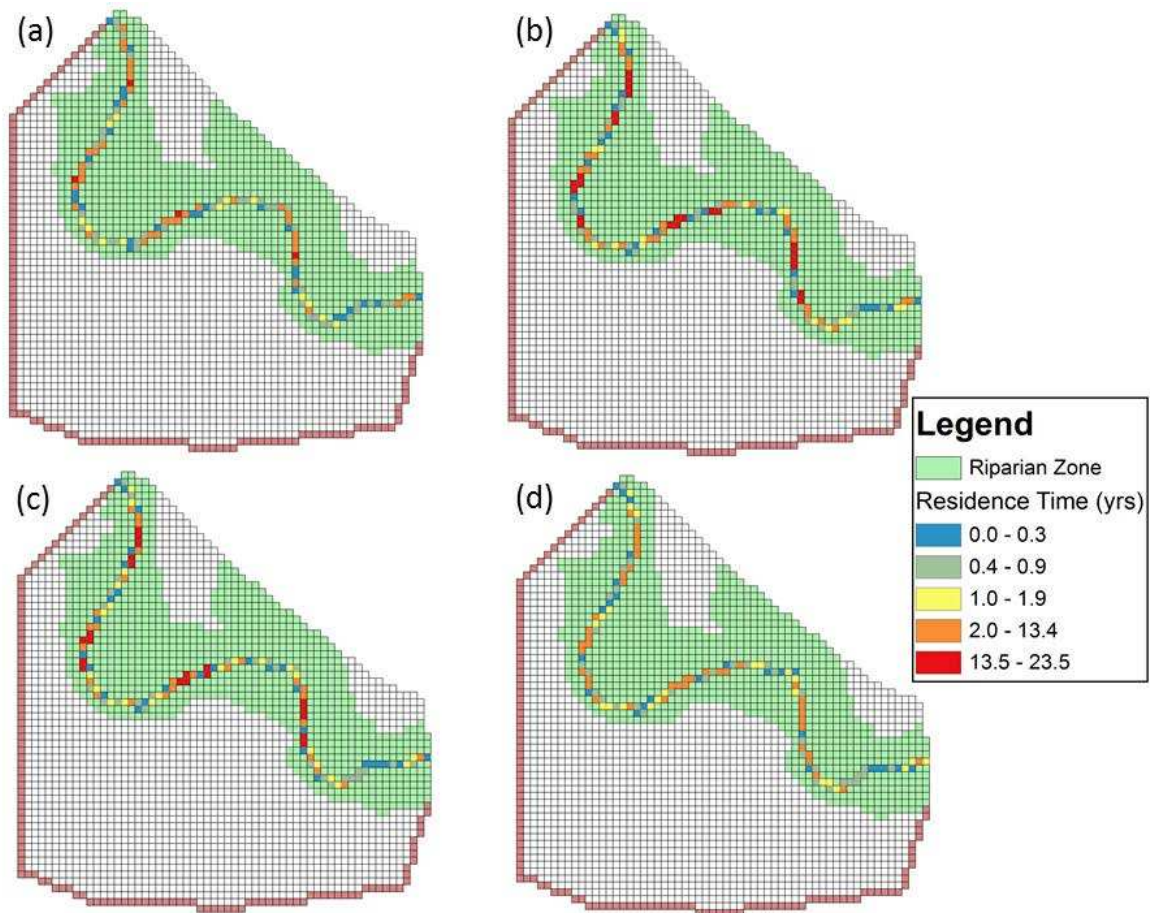 (a)
(b)
(c)
(d)
Legend
Riparian Zone
Residence Time (yrs)
0.0 - 0.3
0.4 - 0.9
1.0 - 1.9
2.0 - 13.4
13.5 - 23.5